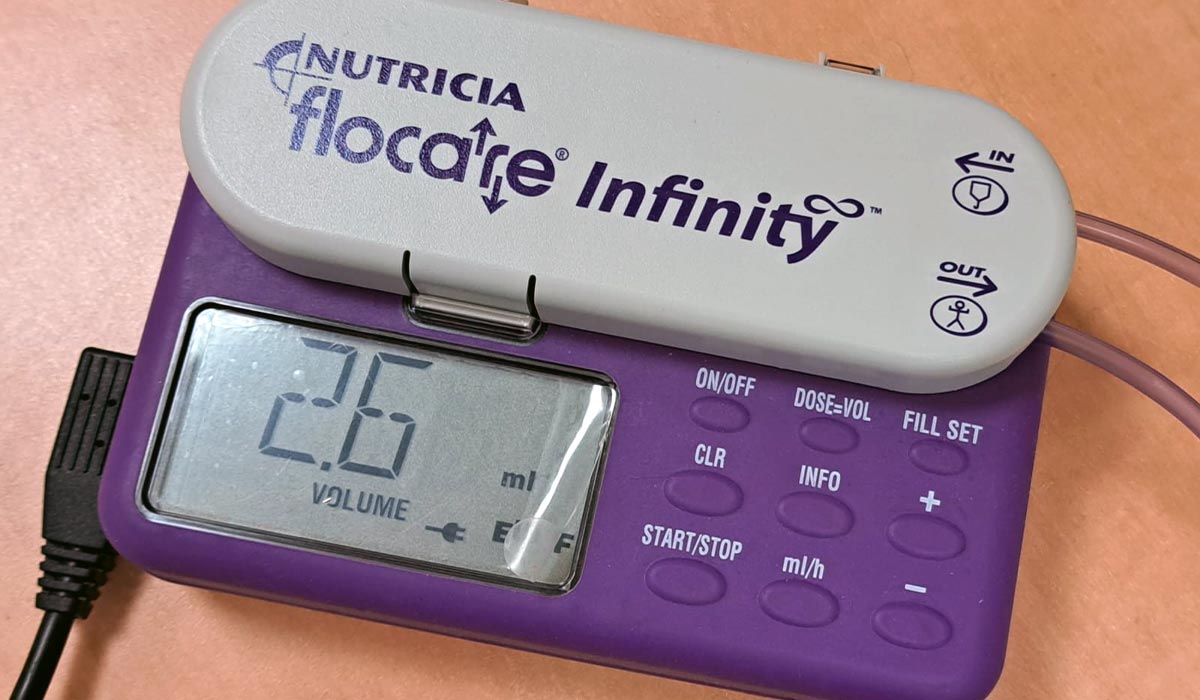 NUTRICIA
flocare® Infinity™
IN
OUT
2.6
ml
VOLUME
E F
ON/OFF
DOSE=VOL
FILL SET
CLR
INFO
+
START/STOP
ml/h
−